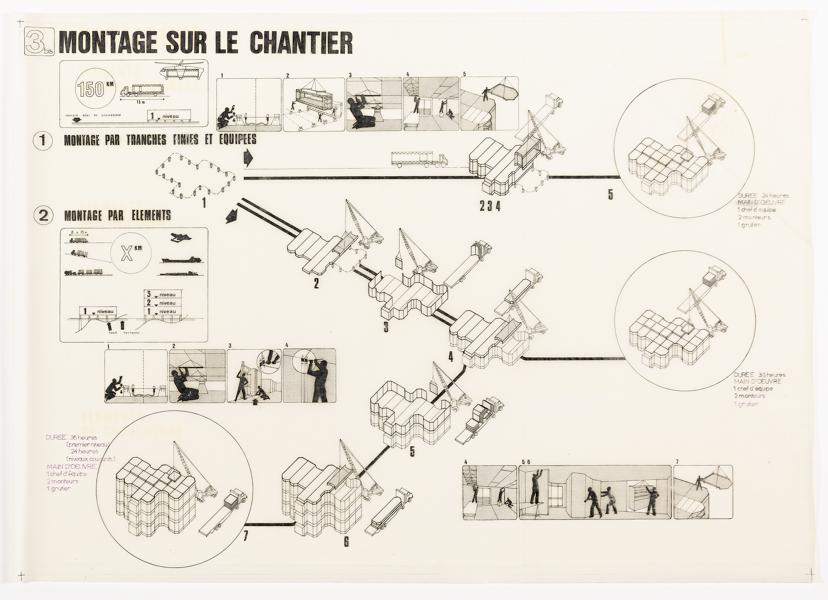 3bis MONTAGE SUR LE CHANTIER
150 KM
15 m
1 niveau
1 2 3 4 5
1 MONTAGE PAR TRANCHES FINIES ET EQUIPEES
1
2 3 4
5
DUREE 24 heures
MAIN D'OEUVRE
1 chef d'équipe
2 monteurs
1 grutier
2 MONTAGE PAR ELEMENTS
X KM
3 niveau
2 niveau
1 niveau
1 niveau
2
3
4
DUREE 30 heures
MAIN D'OEUVRE
1 chef d'équipe
2 monteurs
1 grutier
1 2 3 4
5
DUREE 36 heures
(premier niveau)
24 heures
(niveaux courants)
MAIN D'OEUVRE
1 chef d'équipe
2 monteurs
1 grutier
4 5 6 7
7
6